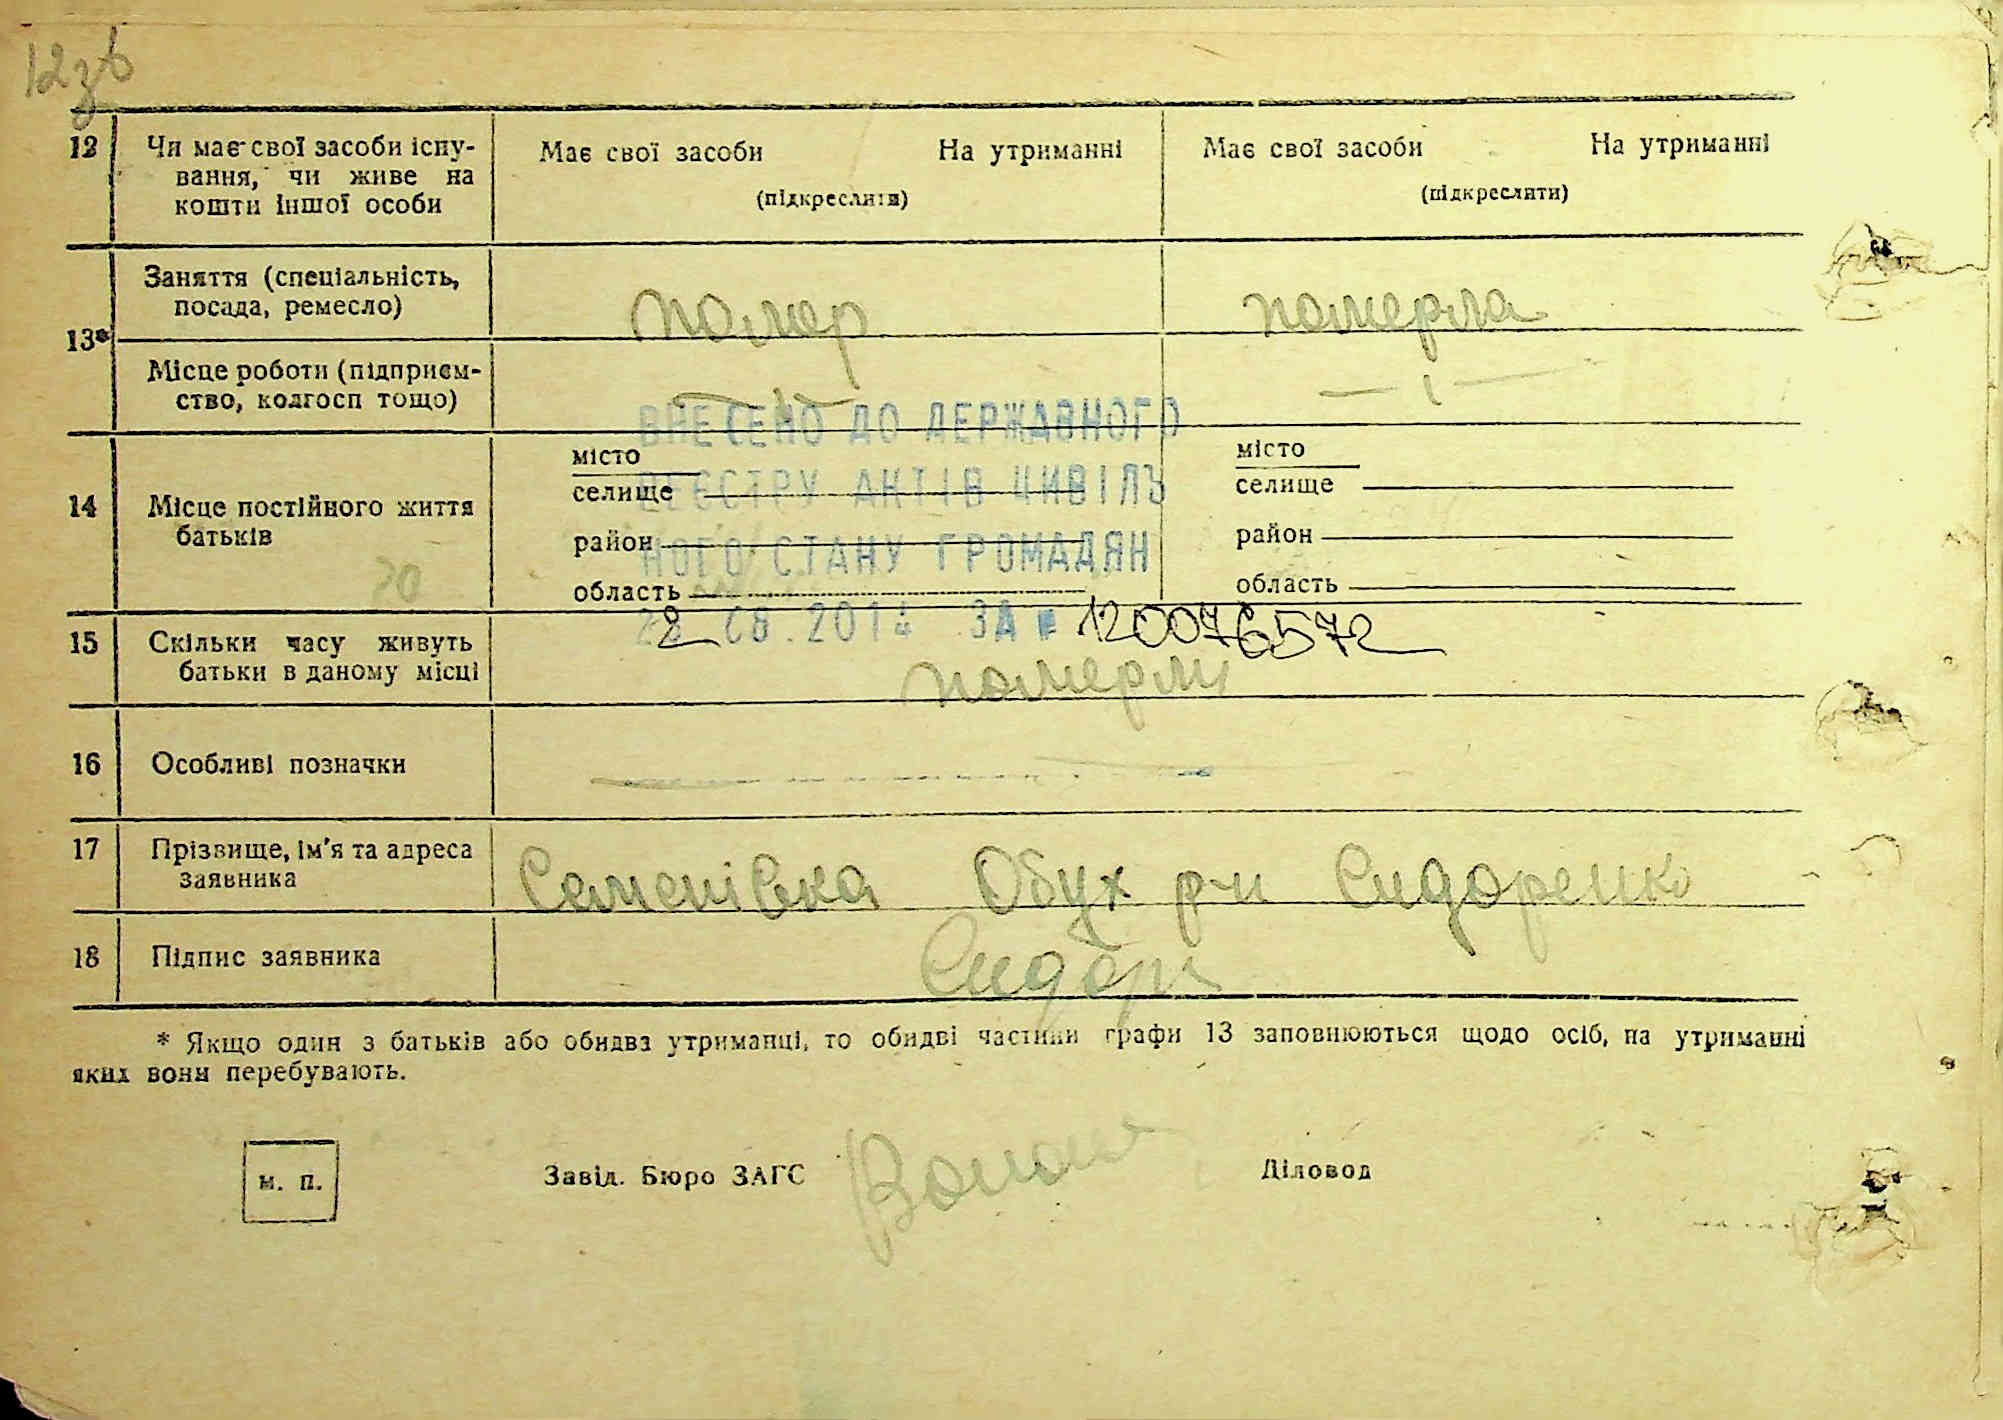 12зв
12 Чи має свої засоби існу- Має свої засоби На утриманні Має свої засоби На утриманні
вання, чи живе на (підкреслити) (підкреслити)
кошти іншої особи
13* Заняття (спеціальність, помер померла
посада, ремесло)
Місце роботи (підприєм-
ство, колгосп тощо)
ВНЕСЕНО ДО ДЕРЖАВНОГО
місто місто
РЕЄСТРУ АКТІВ ЦИВІЛЬ
селище селище
14 Місце постійного життя
батьків
район район
НОГО СТАНУ ГРОМАДЯН
20
область область
2014 ЗА № 120076572
15 Скільки часу живуть
батьки в даному місці померли
16 Особливі позначки
17 Прізвище, ім'я та адреса
заявника Семенівка Обух р-н Сидоренко
18 Підпис заявника Сидор
* Якщо один з батьків або обидва утриманці, то обидві частини графи 13 заповнюються щодо осіб, на утриманні
яких вони перебувають.
м. п. Завід. Бюро ЗАГС Діловод